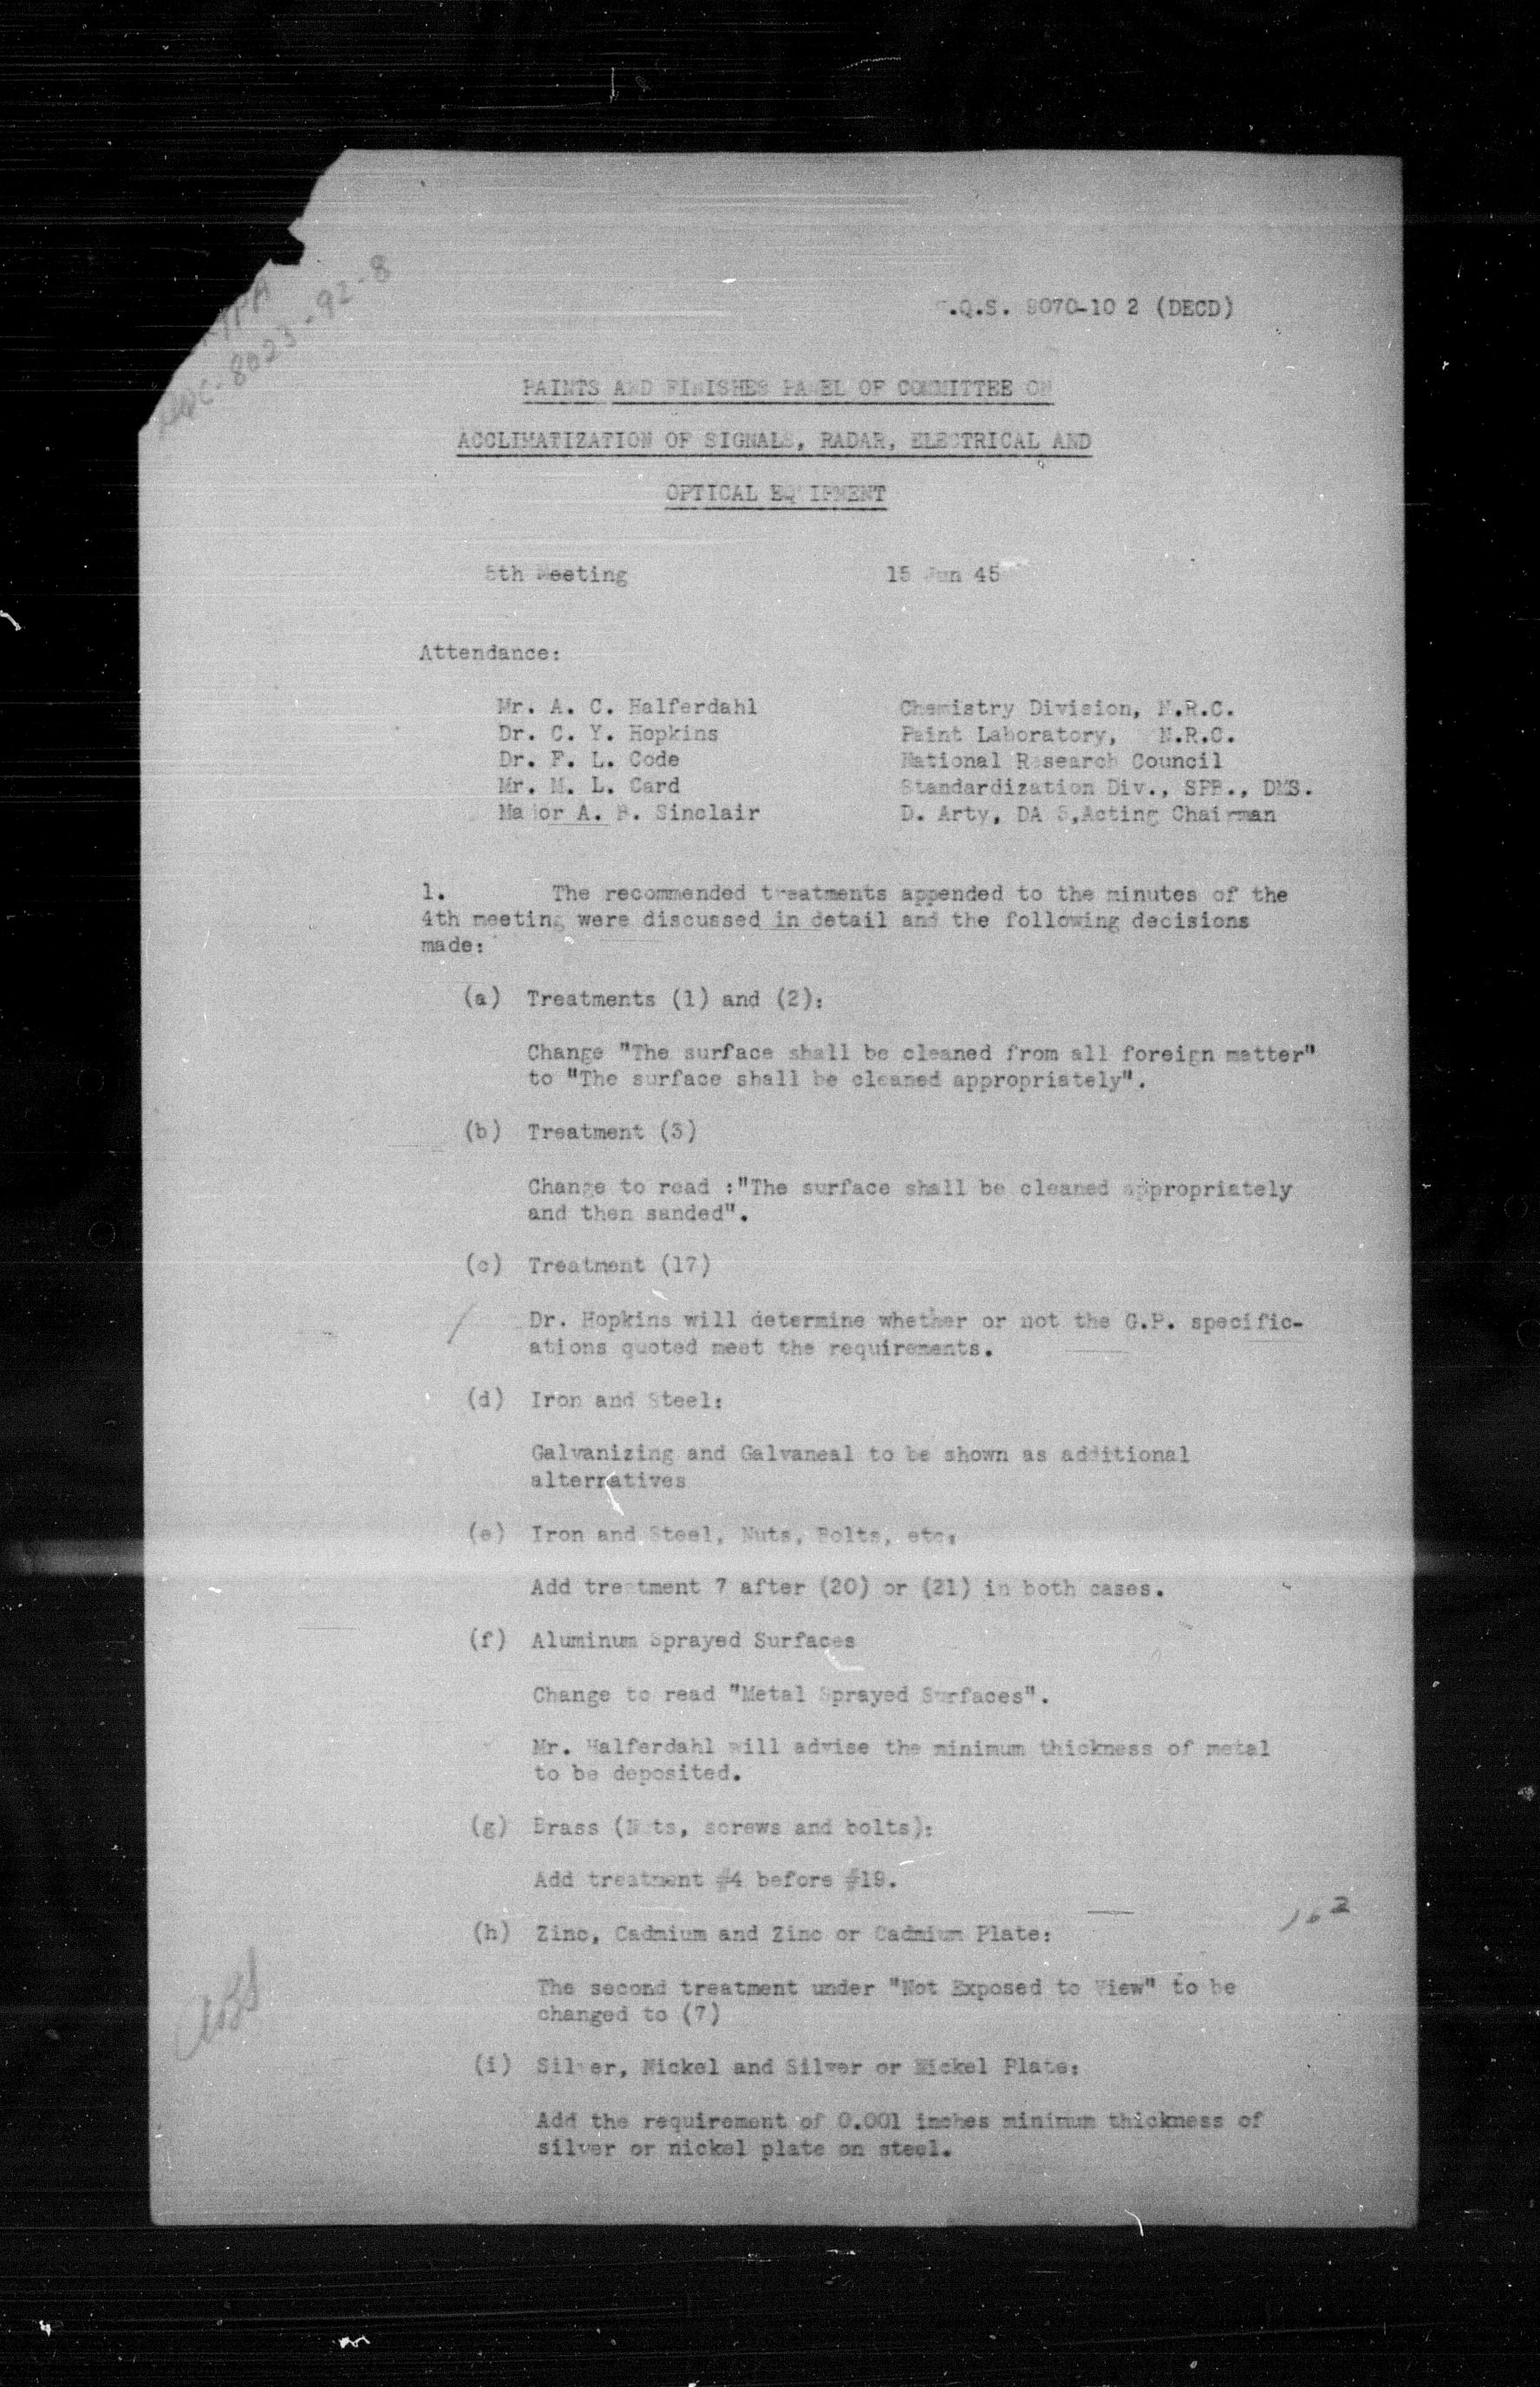 .Q.S. 9070-10 2 (DECD)
8023-92-8
PAINTS AND FINISHES PANEL OF COMMITTEE ON
ACCLIMATIZATION OF SIGNALS, RADAR, ELECTRICAL AND
OPTICAL EQUIPMENT
5th Meeting 15 Jun 45
Attendance:
Mr. A. C. Halferdahl Chemistry Division, N.R.C.
Dr. C. Y. Hopkins Paint Laboratory, N.R.C.
Dr. F. L. Code National Research Council
Mr. M. L. Card Standardization Div., SPB., DMS.
Major A. B. Sinclair D. Arty, DA S,Acting Chairman
1. The recommended treatments appended to the minutes of the
4th meeting were discussed in detail and the following decisions
made:
(a) Treatments (1) and (2):
Change "The surface shall be cleaned from all foreign matter"
to "The surface shall be cleaned appropriately".
(b) Treatment (3)
Change to read :"The surface shall be cleaned appropriately
and then sanded".
(c) Treatment (17)
Dr. Hopkins will determine whether or not the G.P. specific-
ations quoted meet the requirements.
(d) Iron and Steel:
Galvanizing and Galvaneal to be shown as additional
alternatives
(e) Iron and Steel, Nuts, Bolts, etc:
Add treatment 7 after (20) or (21) in both cases.
(f) Aluminum Sprayed Surfaces
Change to read "Metal Sprayed Surfaces".
Mr. Halferdahl will advise the minimum thickness of metal
to be deposited.
(g) Brass (Nuts, screws and bolts):
Add treatment #4 before #19.
162
(h) Zinc, Cadmium and Zinc or Cadmium Plate:
The second treatment under "Not Exposed to View" to be
changed to (7)
(i) Silver, Nickel and Silver or Nickel Plate:
Add the requirement of 0.001 inches minimum thickness of
silver or nickel plate on steel.